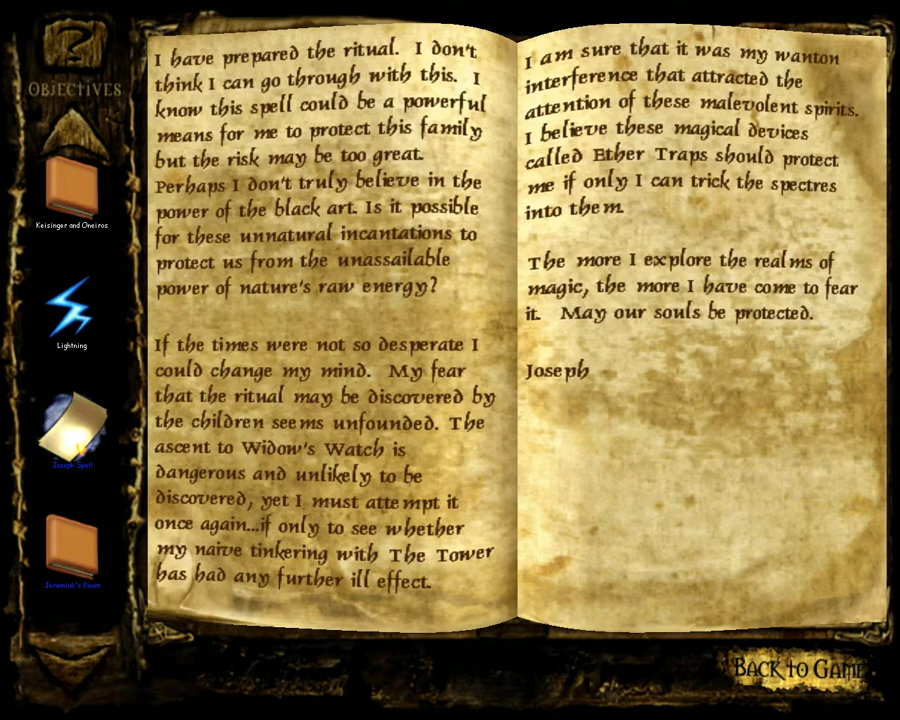 ?
OBJECTIVES
Keisinger and Oneiros
Lightning
Joseph Spell
Jeremiah's Room
I have prepared the ritual. I don't
think I can go through with this. I
know this spell could be a powerful
means for me to protect this family
but the risk may be too great.
Perhaps I don't truly believe in the
power of the black art. Is it possible
for these unnatural incantations to
protect us from the unassailable
power of nature's raw energy?
If the times were not so desperate I
could change my mind. My fear
that the ritual may be discovered by
the children seems unfounded. The
ascent to Widow's Watch is
dangerous and unlikely to be
discovered, yet I must attempt it
once again...if only to see whether
my naive tinkering with The Tower
has had any further ill effect.
I am sure that it was my wanton
interference that attracted the
attention of these malevolent spirits.
I believe these magical devices
called Ether Traps should protect
me if only I can trick the spectres
into them.
The more I explore the realms of
magic, the more I have come to fear
it. May our souls be protected.
Joseph
BACK TO GAME